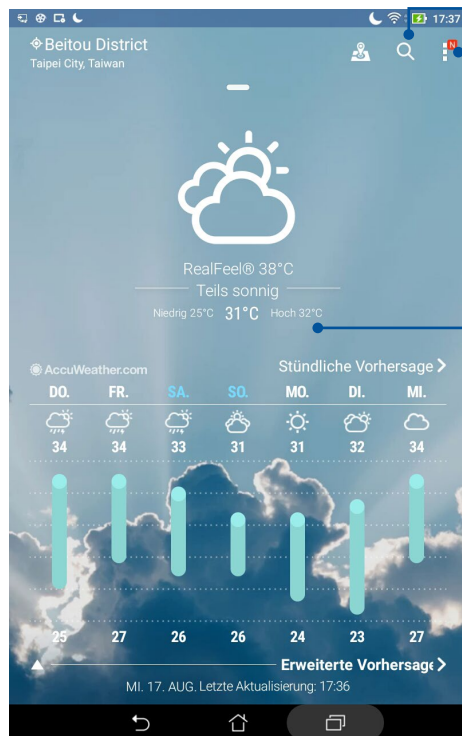 17:37
Beitou District
N
Taipei City, Taiwan
RealFeel® 38°C
Teils sonnig
Niedrig 25°C 31°C Hoch 32°C
AccuWeather.com Stündliche Vorhersage
DO. FR. SA. SO. MO. DI. MI.
34 34 33 31 31 32 34
25 27 26 26 24 23 27
Erweiterte Vorhersage
MI. 17. AUG. Letzte Aktualisierung: 17:36